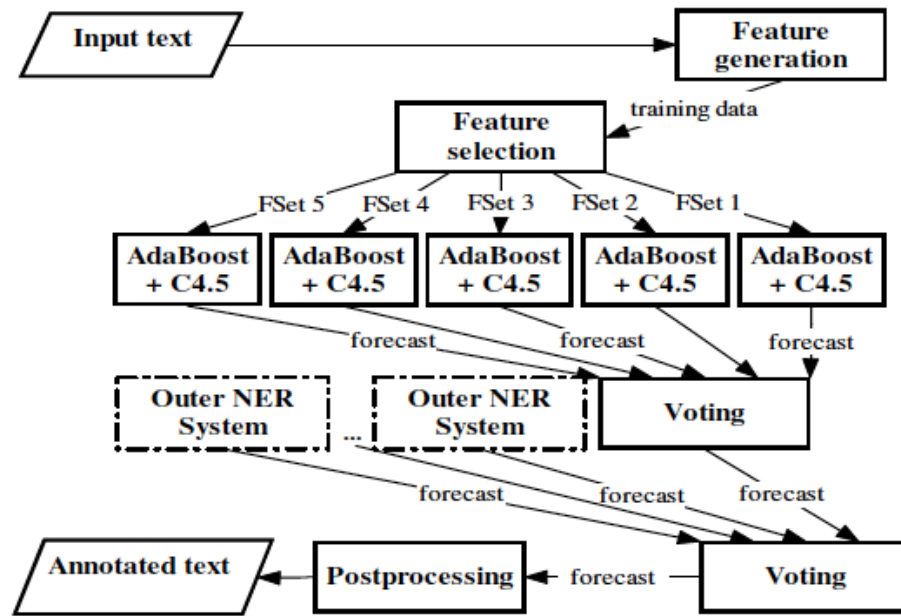 Input text
Feature
generation
training data
Feature
selection
FSet 5
FSet 4
FSet 3
FSet 2
FSet 1
AdaBoost
+ C4.5
AdaBoost
+ C4.5
AdaBoost
+ C4.5
AdaBoost
+ C4.5
AdaBoost
+ C4.5
forecast
forecast
forecast
Outer NER
System
...
Outer NER
System
Voting
forecast
forecast
forecast
Annotated text
Postprocessing
forecast
Voting